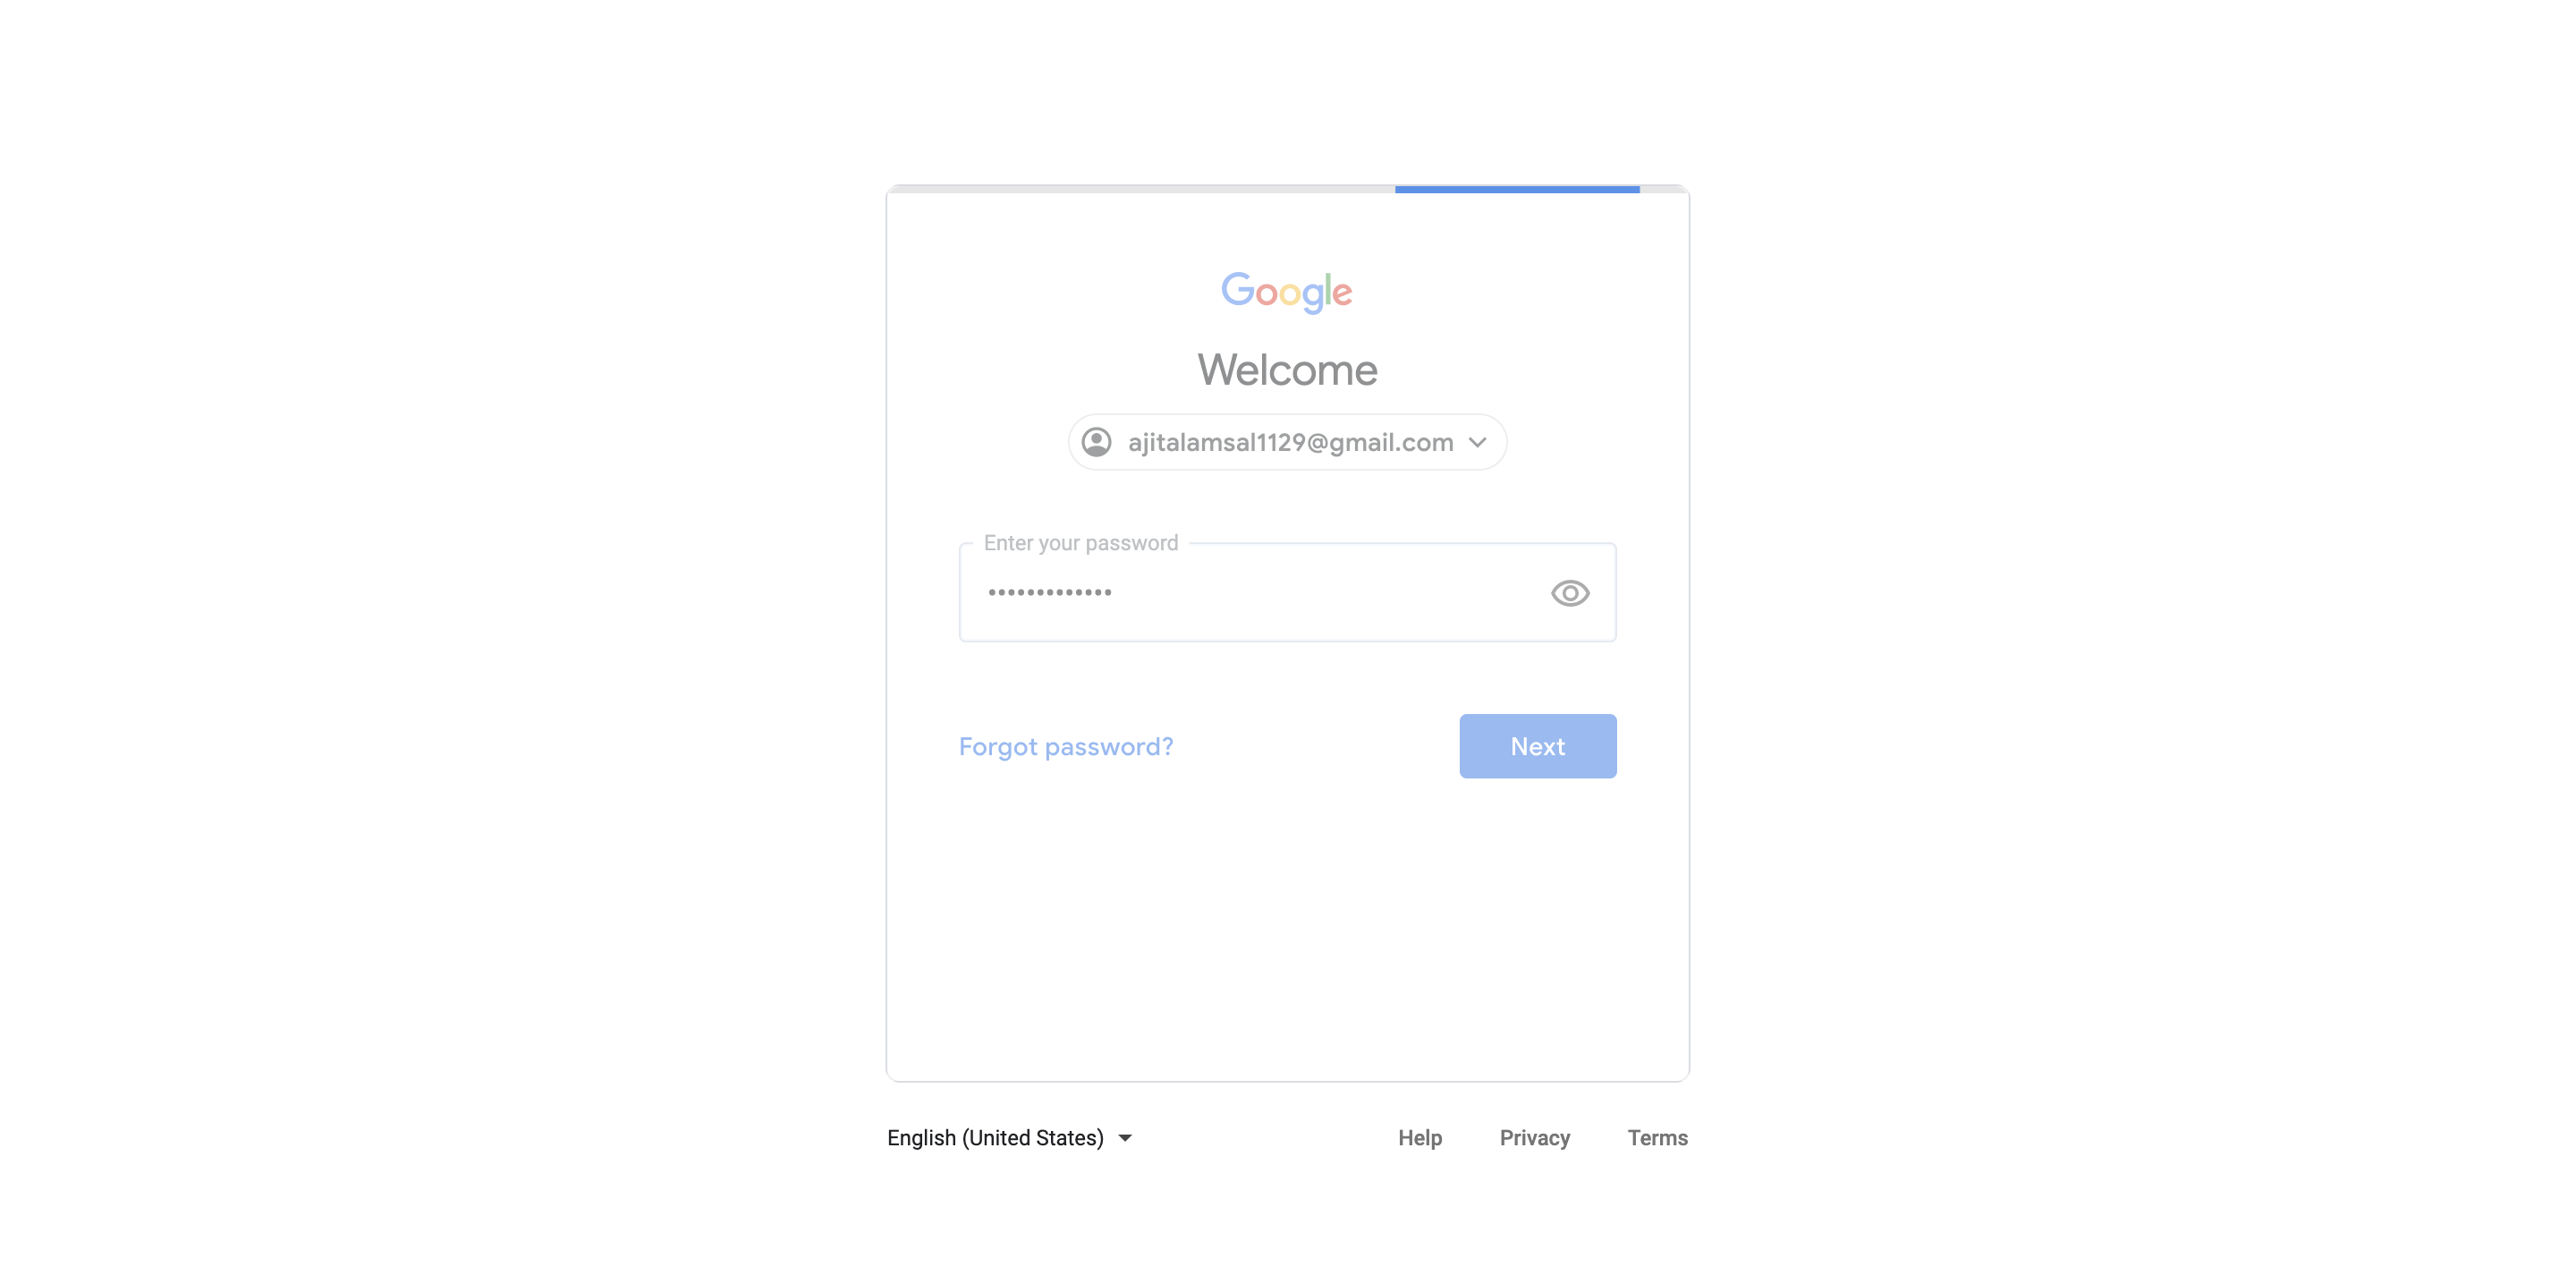 Google
Welcome
ajitalamsal1129@gmail.com
Enter your password
•••••••••••••
Forgot password?
Next
English (United States)
Help
Privacy
Terms